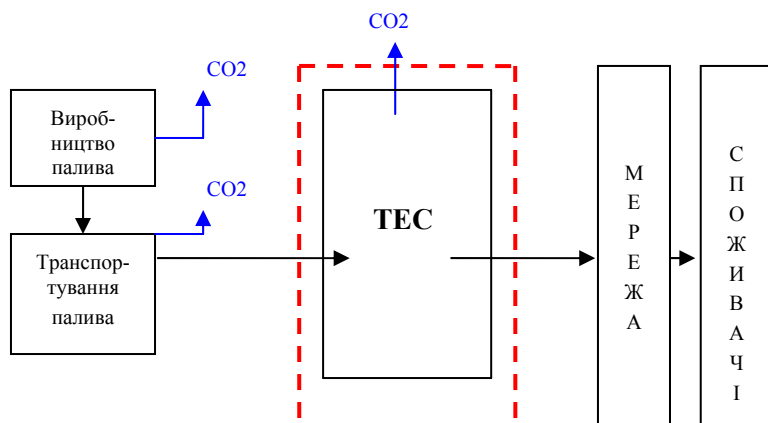 CO2
CO2
Вироб-
ництво
палива
CO2
Транспор-
тування
палива
ТЕС
М
Е
Р
Е
Ж
А
С
П
О
Ж
И
В
А
Ч
І